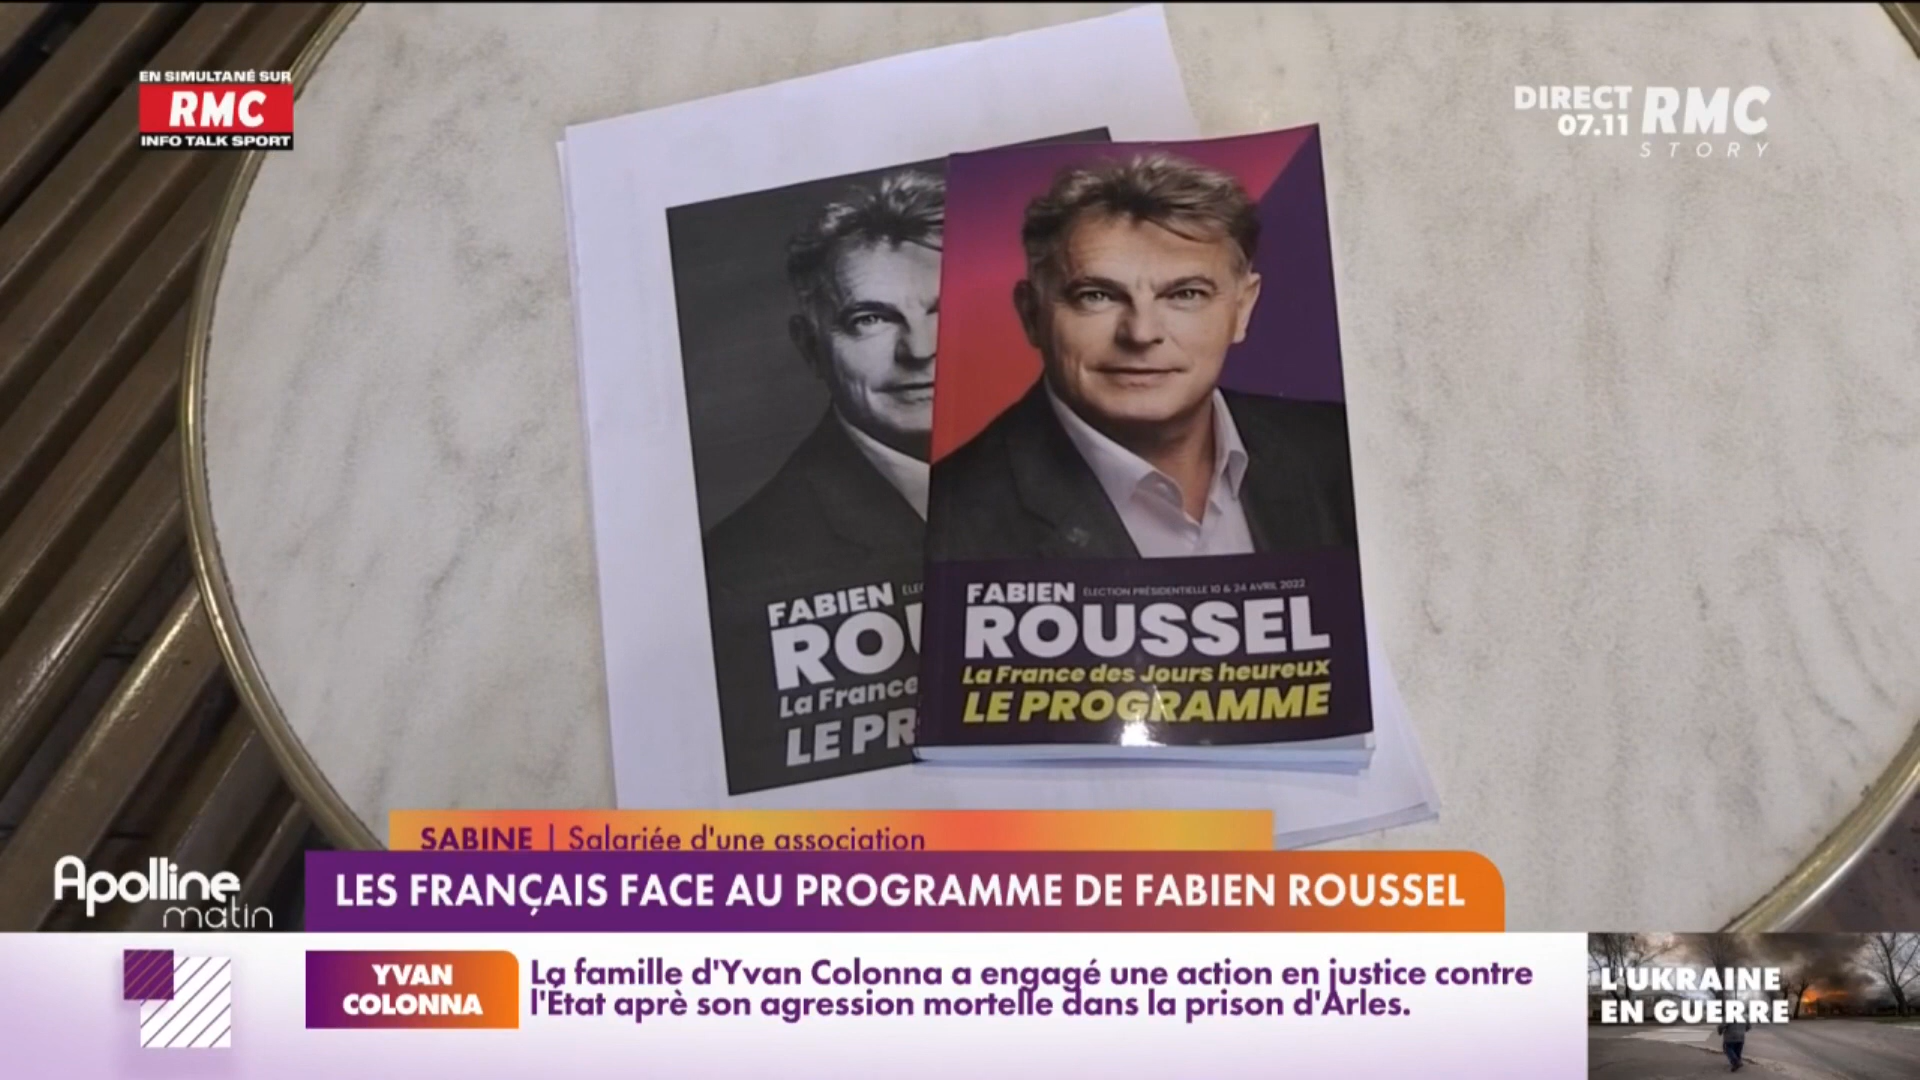 EN SIMULTANÉ SUR
RMC
INFO TALK SPORT
DIRECT
07.11
RMC
STORY
FABIEN
ROU
La France
LE PR
FABIEN ÉLECTION PRÉSIDENTIELLE 10 & 24 AVRIL 2022
ROUSSEL
La France des Jours heureux
LE PROGRAMME
SABINE | Salariée d'une association
Apolline
matin
LES FRANÇAIS FACE AU PROGRAMME DE FABIEN ROUSSEL
YVAN
COLONNA
La famille d'Yvan Colonna a engagé une action en justice contre
l'État aprè son agression mortelle dans la prison d'Arles.
L'UKRAINE
EN GUERRE